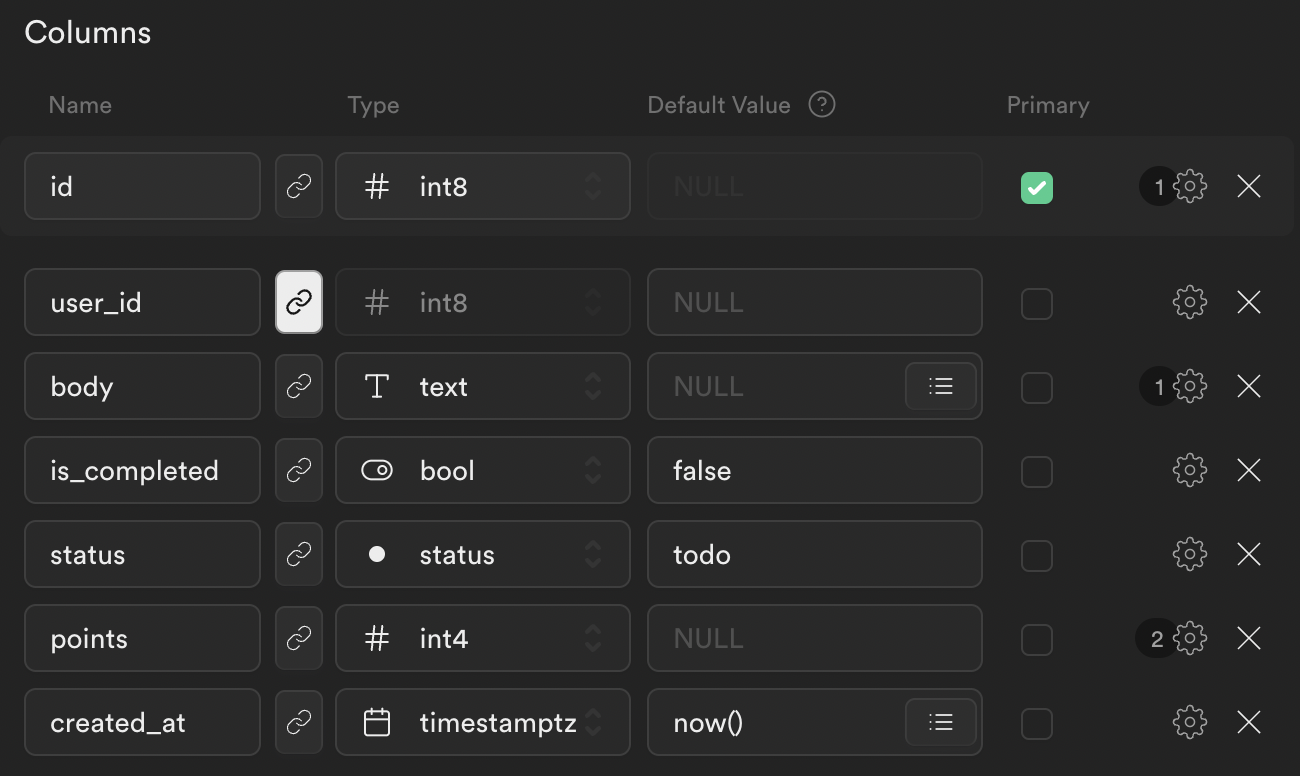 Columns
Name Type Default Value ? Primary
id # int8 NULL 1
user_id # int8 NULL
body T text NULL 1
is_completed bool false
status status todo
points # int4 NULL 2
created_at timestamptz now()